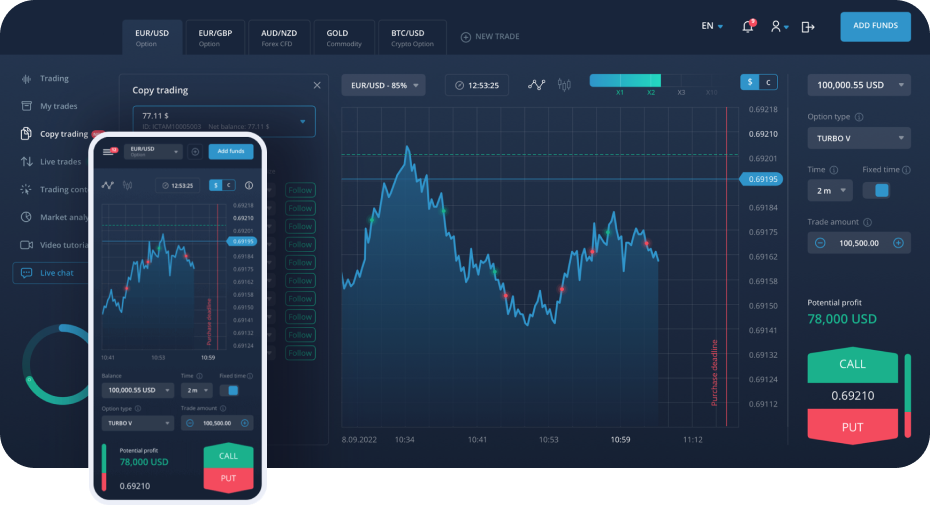 EUR/USD
Option
EUR/GBP
Option
AUD/NZD
Forex CFD
GOLD
Commodity
BTC/USD
Crypto Option
NEW TRADE
EN
9
ADD FUNDS
Trading
My trades
Copy trading
Live trades
Trading cont
Market analy
Video tutoria
Live chat
Copy trading
77.11 $
ID: ICTAM10005003 Net balance: 77.11 $
Follow
Follow
Follow
Follow
Follow
Follow
Follow
Follow
Follow
Follow
EUR/USD - 85%
12:53:25
X1 X2 X3 X10
$ C
0.69218
0.69210
0.69201
0.69195
0.69184
0.69175
0.69162
0.69158
0.69150
0.69141
0.69132
0.69124
0.69112
Purchase deadline
8.09.2022 10:34 10:41 10:53 10:59 11:12
100,000.55 USD
Option type
TURBO V
Time Fixed time
2 m
Trade amount
100,500.00
Potential profit
78,000 USD
CALL
0.69210
PUT
EUR/USD
Option
Add funds
12:53:25
$ C
0.69218
0.69210
0.69201
0.69195
0.69184
0.69175
0.69162
0.69158
0.69150
0.69141
0.69132
0.69124
Purchase deadline
10:41 10:53 10:59
Balance Time Fixed time
100,000.55 USD 2 m
Option type Trade amount
TURBO V 100,500.00
Potential profit
78,000 USD
0.69210
CALL
PUT